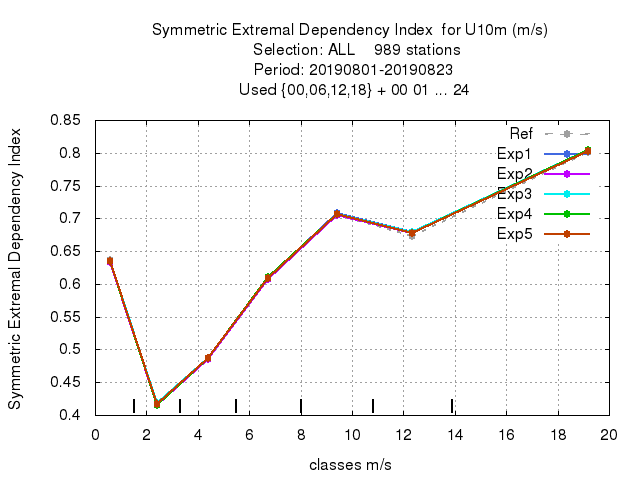 Symmetric Extremal Dependency Index  for U10m (m/s)
Selection: ALL    989 stations
Period: 20190801-20190823
Used {00,06,12,18} + 00 01 ... 24
Symmetric Extremal Dependency Index
0.85
0.8
0.75
0.7
0.65
0.6
0.55
0.5
0.45
0.4
Ref
Exp1
Exp2
Exp3
Exp4
Exp5
0 2 4 6 8 10 12 14 16 18 20
classes m/s